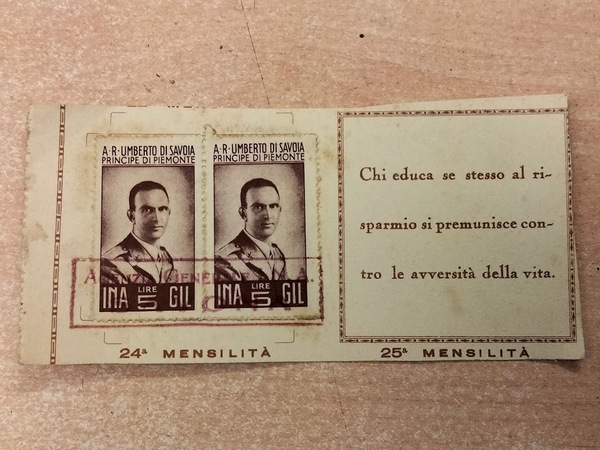 A·R·UMBERTO DI SAVOIA
PRINCIPE DI PIEMONTE
INA LIRE 5 GIL
A·R·UMBERTO DI SAVOIA
PRINCIPE DI PIEMONTE
INA LIRE 5 GIL
24ª MENSILITÀ
Chi educa se stesso al ri-
sparmio si premunisce con-
tro le avversità della vita.
25ª MENSILITÀ